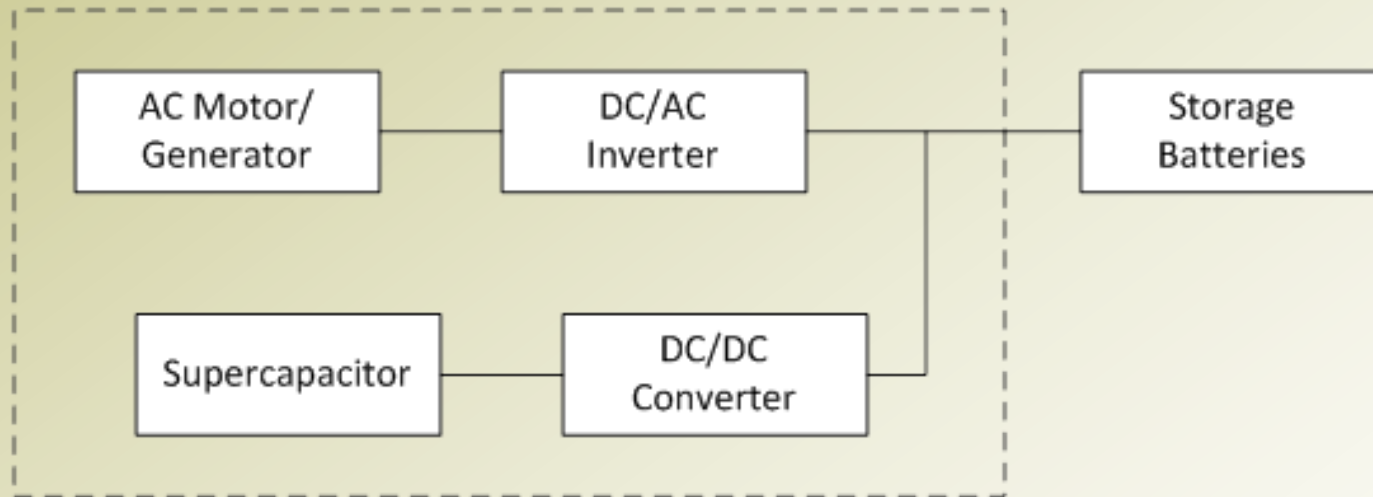 AC Motor/
Generator
DC/AC
Inverter
Storage
Batteries
Supercapacitor
DC/DC
Converter